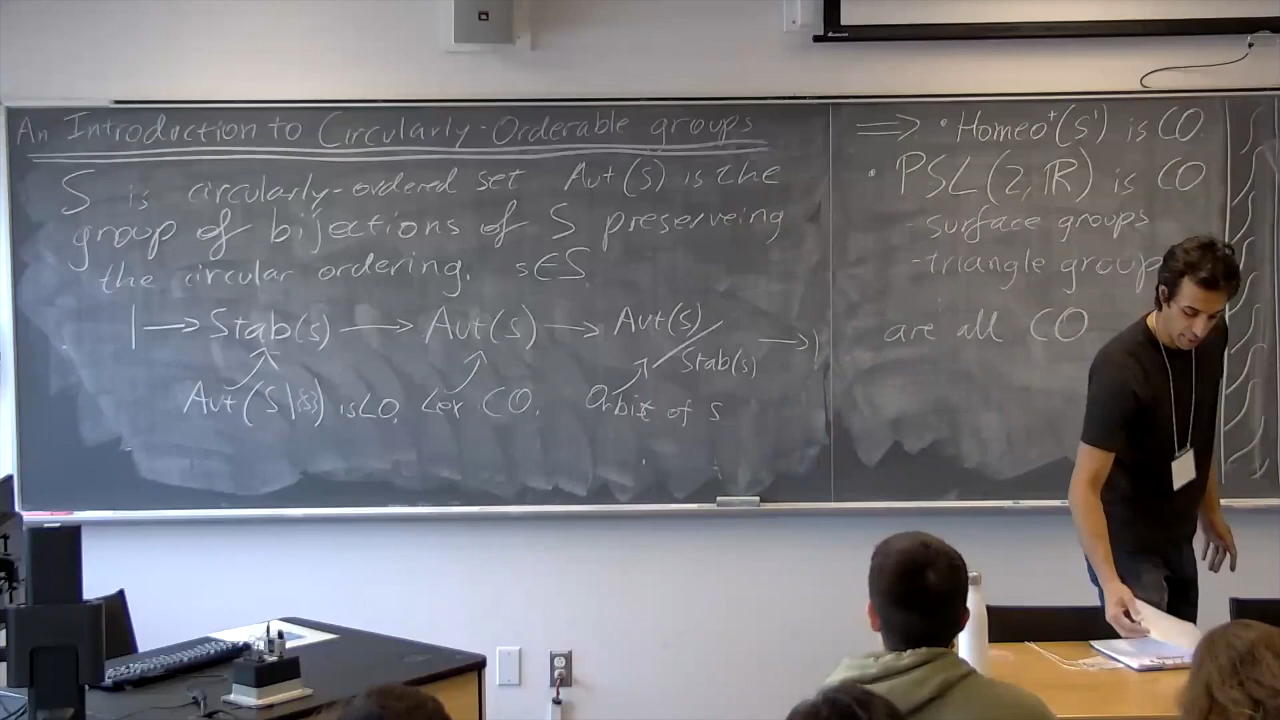 An Introduction to Circularly-Orderable groups
S is circularly-ordered set Aut(S) is the
group of bijections of S preserveing
the circular ordering. s∈S
1 → Stab(s) → Aut(S) → Aut(S)/Stab(s) → 1
Aut(S\{s}) is LO. Lex CO. Orbit of s
⇒ • Homeo⁺(S¹) is CO
• PSL(2,ℝ) is CO
-surface groups
-triangle group
are all CO